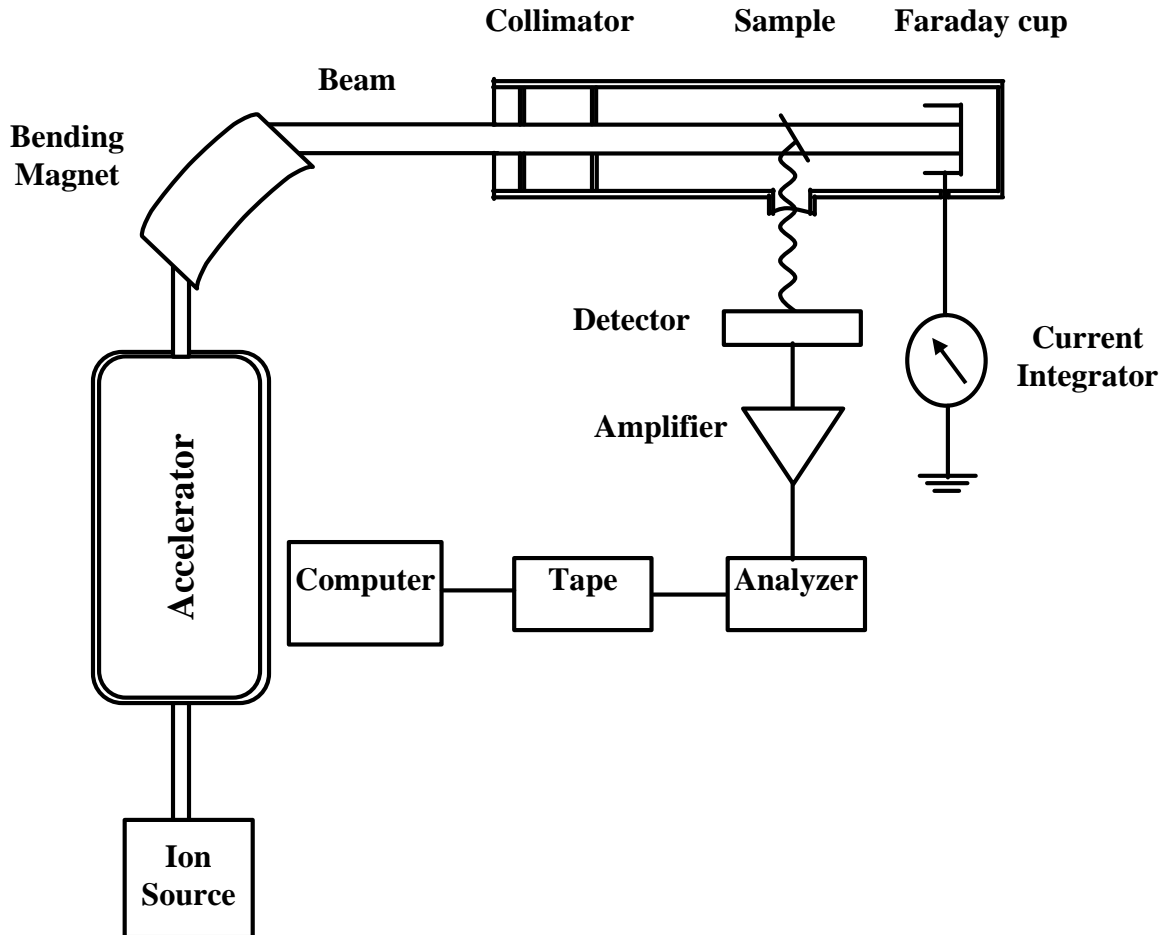 Collimator
Sample
Faraday cup
Beam
Bending
Magnet
Detector
Current
Integrator
Amplifier
Accelerator
Computer
Tape
Analyzer
Ion
Source